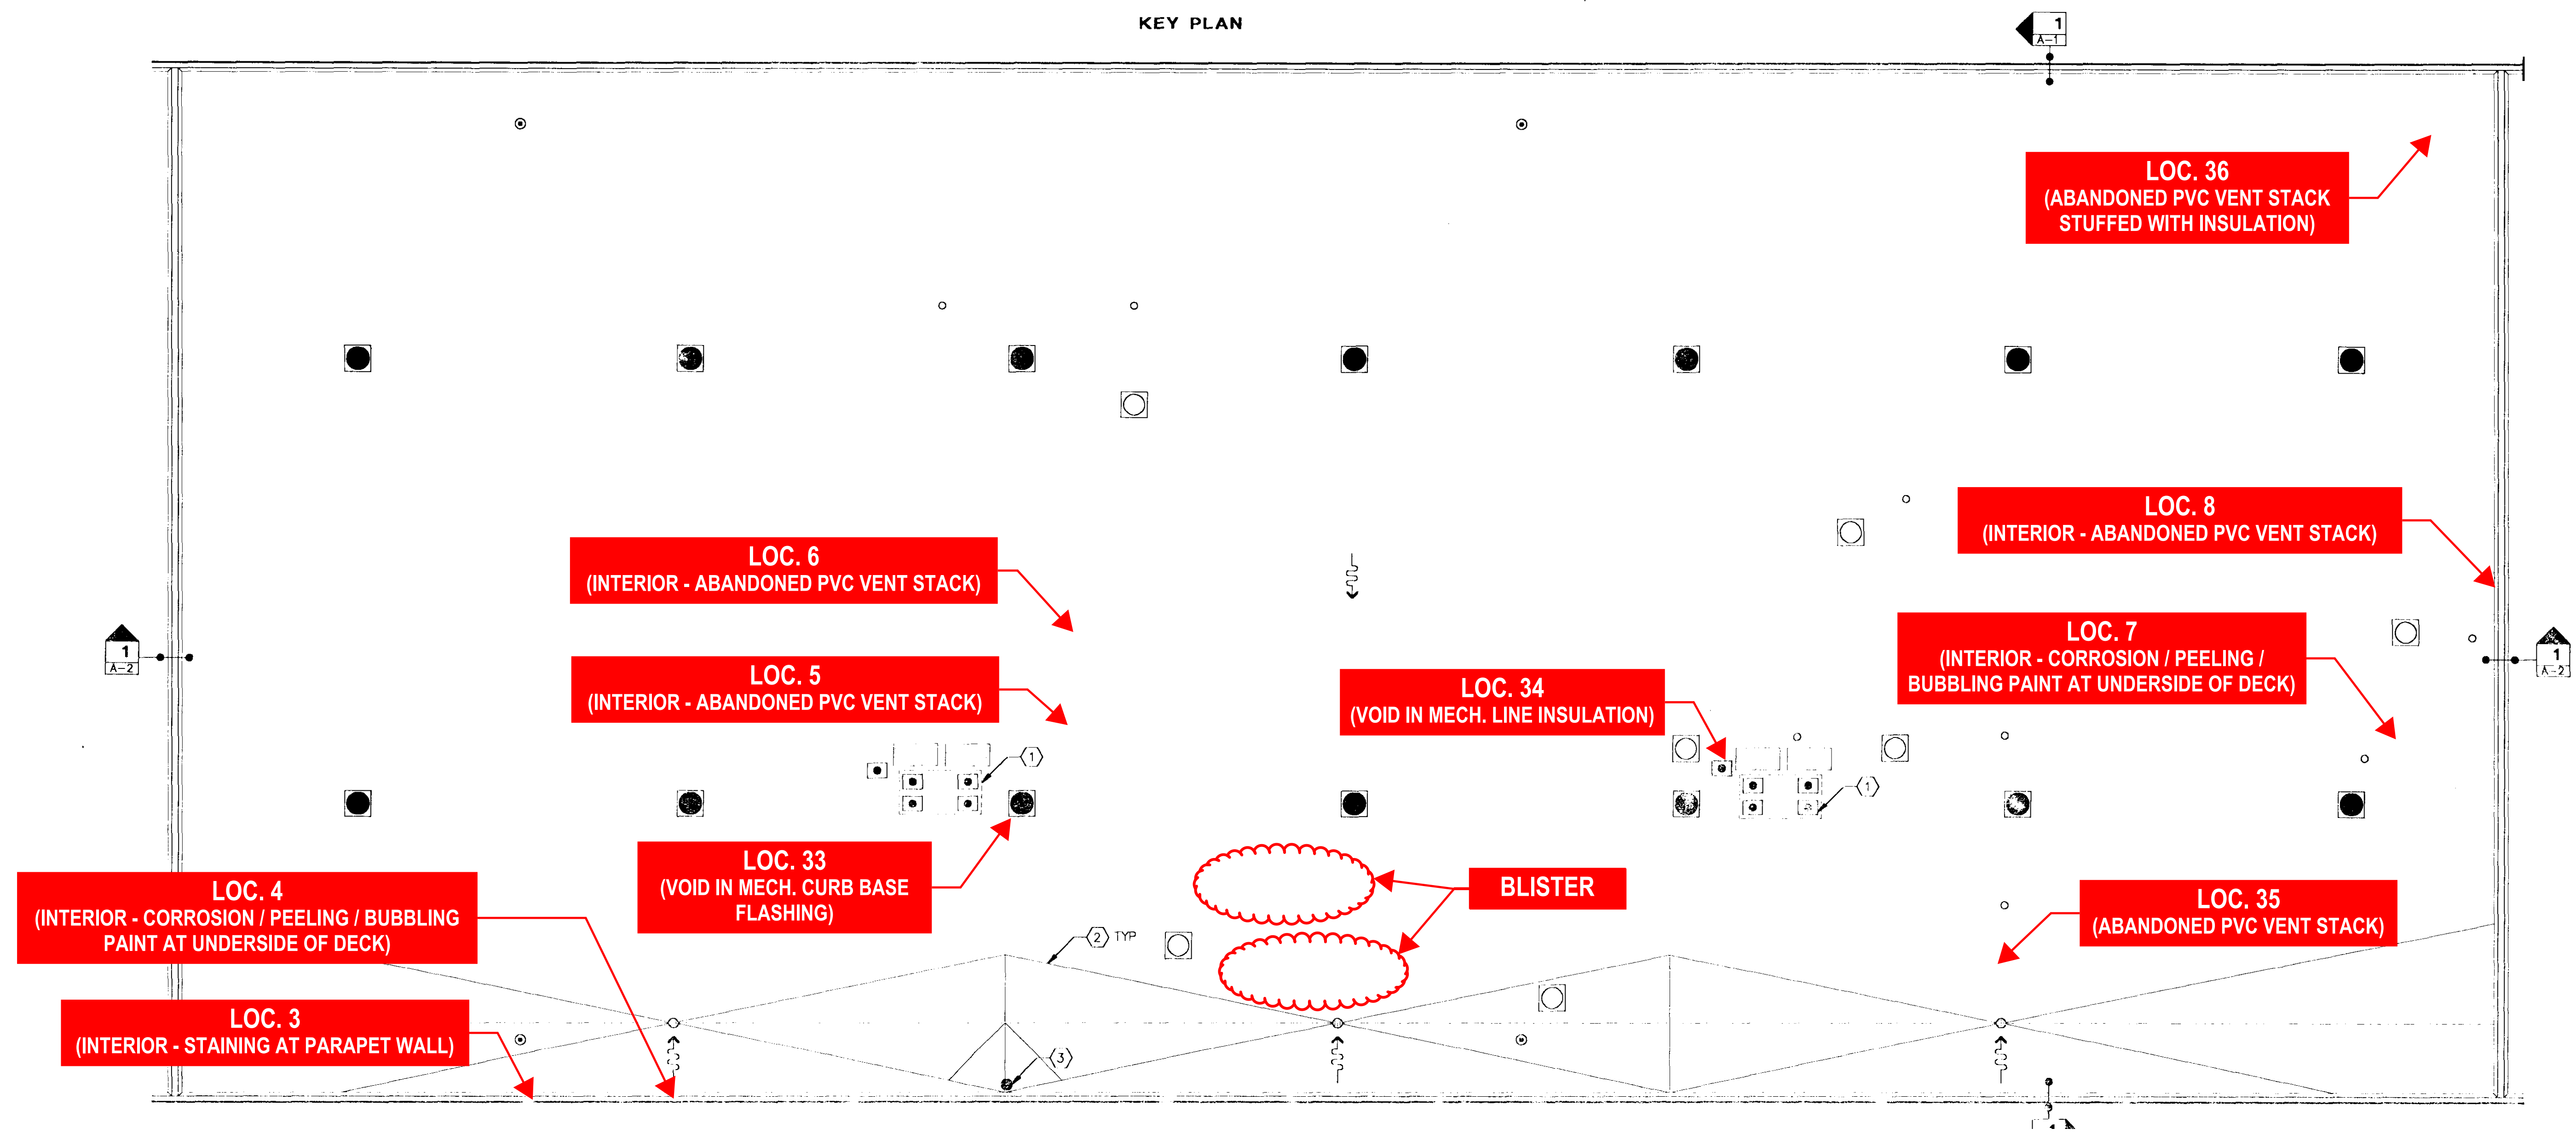 KEY PLAN
1
A-1
LOC. 36
(ABANDONED PVC VENT STACK
STUFFED WITH INSULATION)
LOC. 8
(INTERIOR - ABANDONED PVC VENT STACK)
LOC. 6
(INTERIOR - ABANDONED PVC VENT STACK)
LOC. 7
(INTERIOR - CORROSION / PEELING /
BUBBLING PAINT AT UNDERSIDE OF DECK)
1
A-2
1
A-2
LOC. 5
(INTERIOR - ABANDONED PVC VENT STACK)
LOC. 34
(VOID IN MECH. LINE INSULATION)
1
1
LOC. 33
(VOID IN MECH. CURB BASE
FLASHING)
BLISTER
LOC. 4
(INTERIOR - CORROSION / PEELING / BUBBLING
PAINT AT UNDERSIDE OF DECK)
LOC. 35
(ABANDONED PVC VENT STACK)
2 TYP
LOC. 3
(INTERIOR - STAINING AT PARAPET WALL)
3
1